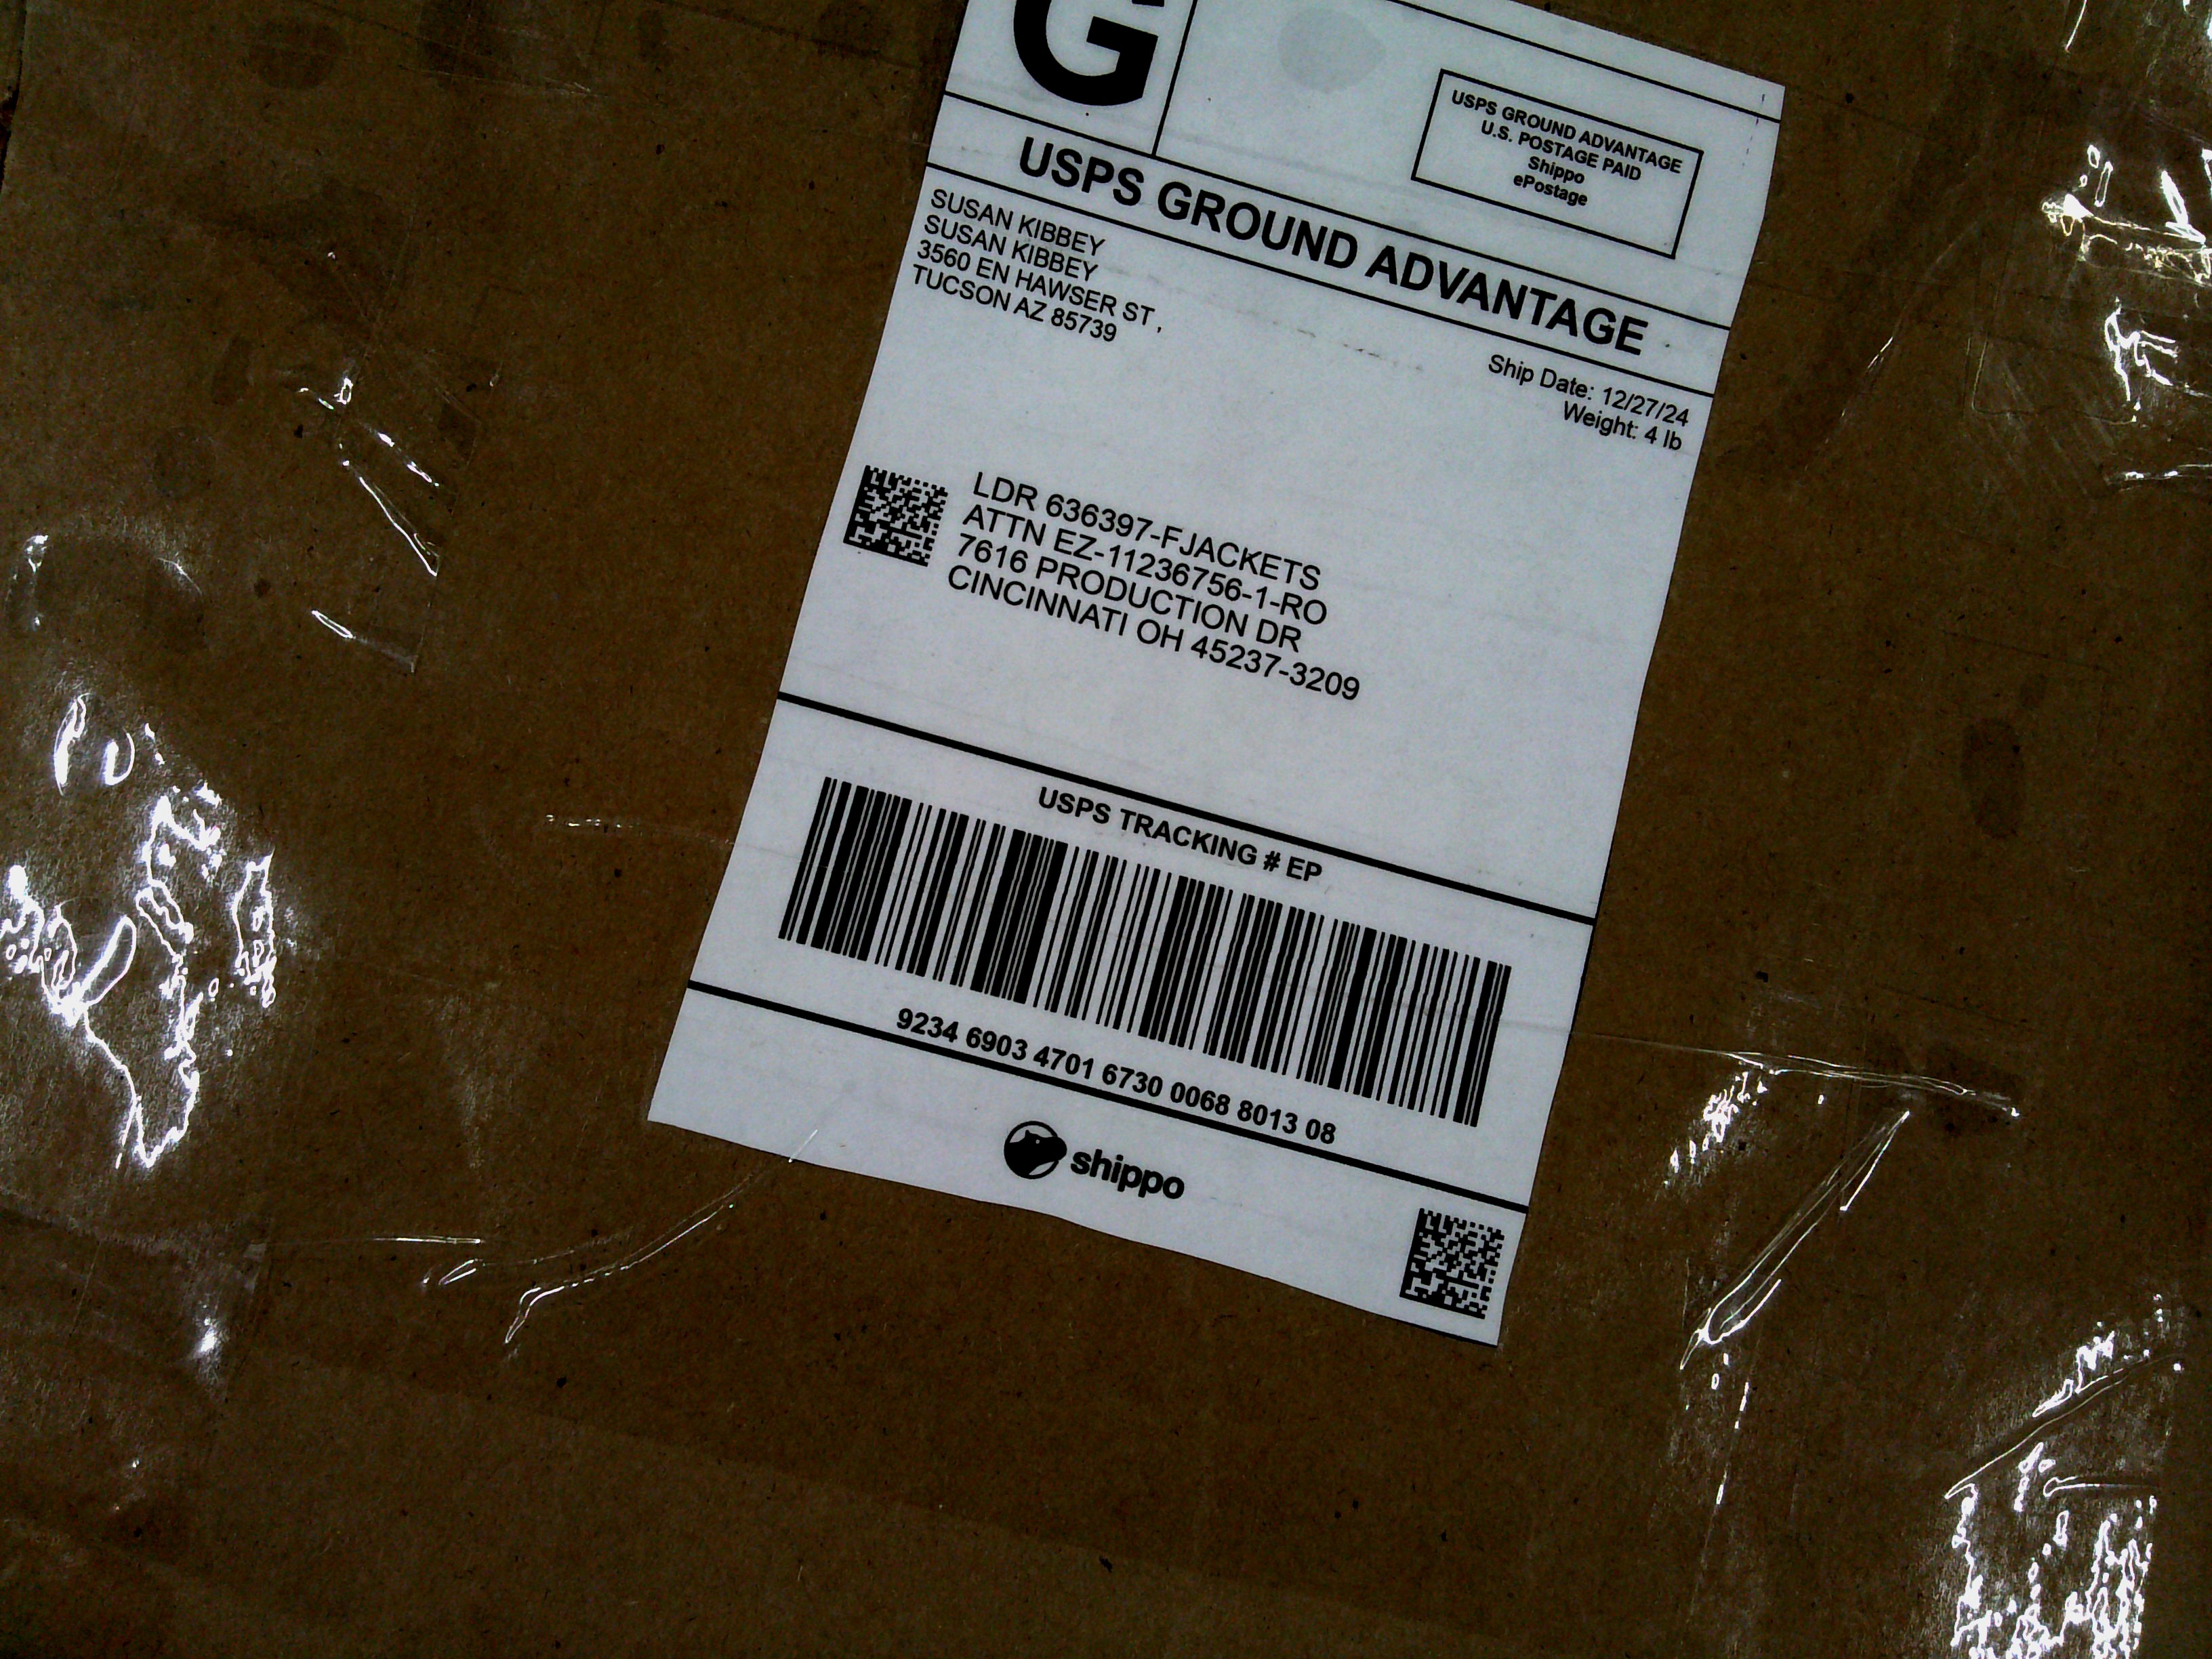 G
USPS GROUND ADVANTAGE
U.S. POSTAGE PAID
Shippo
ePostage
USPS GROUND ADVANTAGE
SUSAN KIBBEY
SUSAN KIBBEY
3560 EN HAWSER ST ,
TUCSON AZ 85739
Ship Date: 12/27/24
Weight: 4 lb
LDR 636397-FJACKETS
ATTN EZ-11236756-1-RO
7616 PRODUCTION DR
CINCINNATI OH 45237-3209
USPS TRACKING # EP
9234 6903 4701 6730 0068 8013 08
shippo